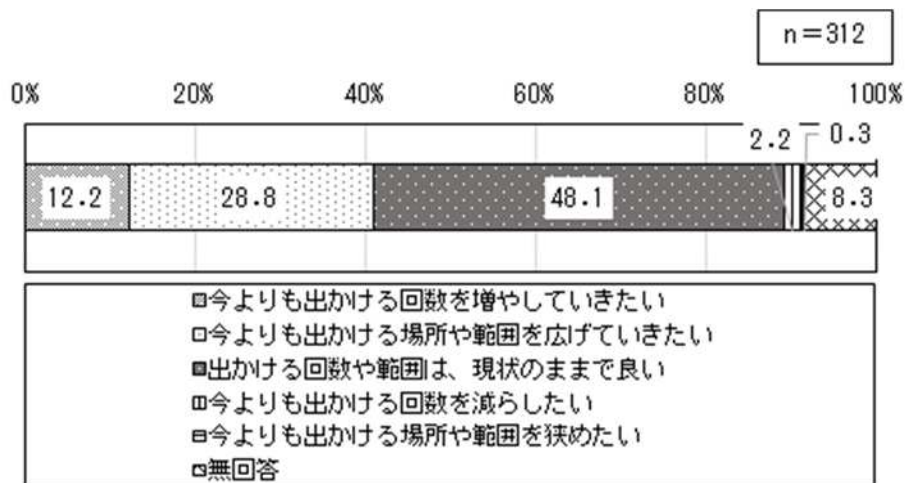 n＝312
0% 20% 40% 60% 80% 100%
2.2 0.3
12.2 28.8 48.1 8.3
今よりも出かける回数を増やしていきたい
今よりも出かける場所や範囲を広げていきたい
出かける回数や範囲は、現状のままで良い
今よりも出かける回数を減らしたい
今よりも出かける場所や範囲を狭めたい
無回答